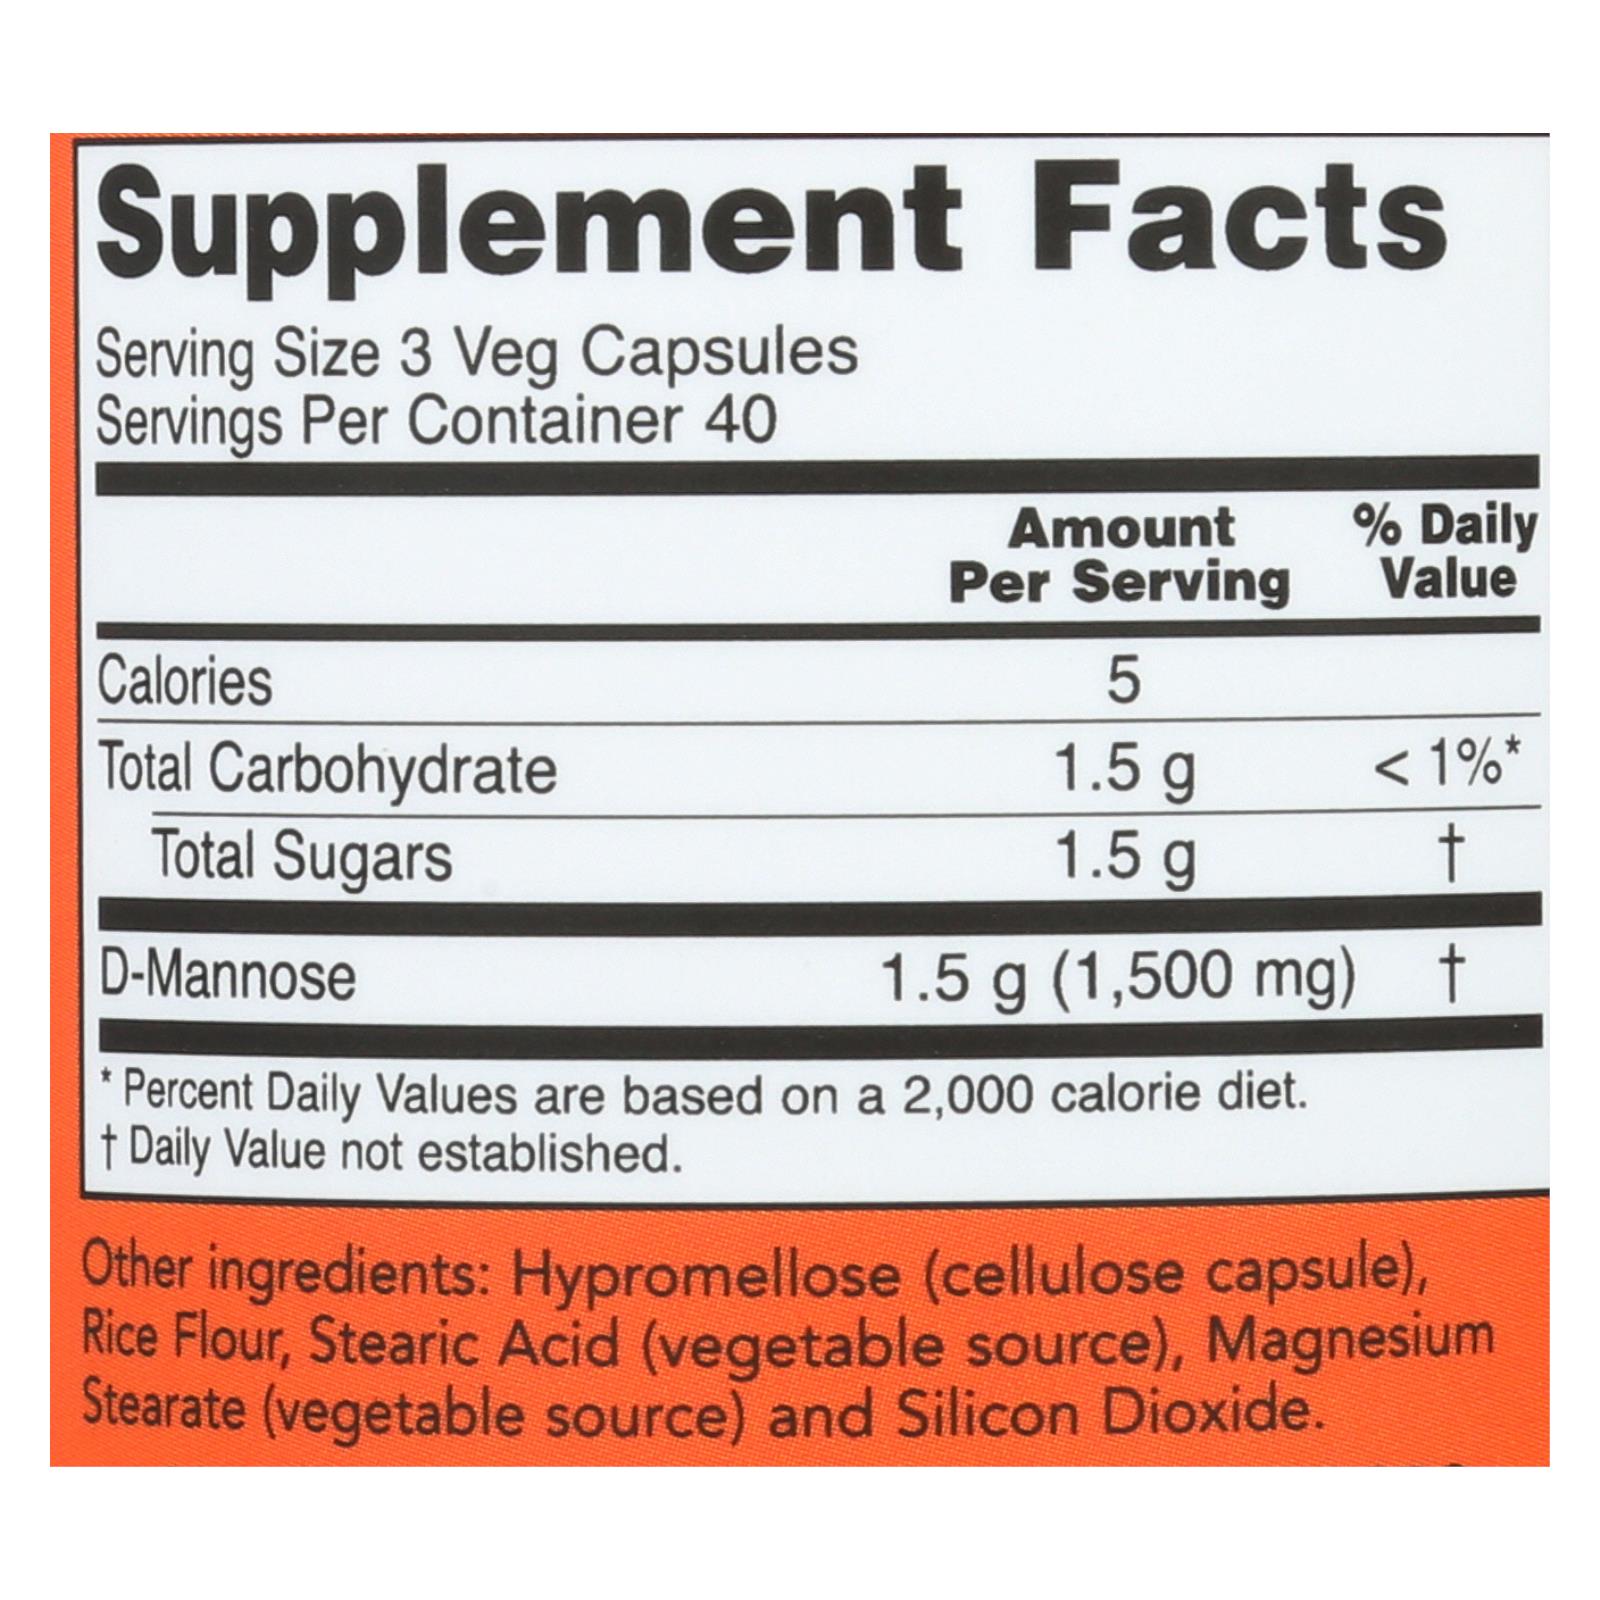 Supplement Facts
Serving Size 3 Veg Capsules
Servings Per Container 40
Amount Per Serving
% Daily Value
Calories 5
Total Carbohydrate 1.5 g < 1%*
Total Sugars 1.5 g †
D-Mannose 1.5 g (1,500 mg) †
* Percent Daily Values are based on a 2,000 calorie diet.
† Daily Value not established.
Other ingredients: Hypromellose (cellulose capsule),
Rice Flour, Stearic Acid (vegetable source), Magnesium
Stearate (vegetable source) and Silicon Dioxide.